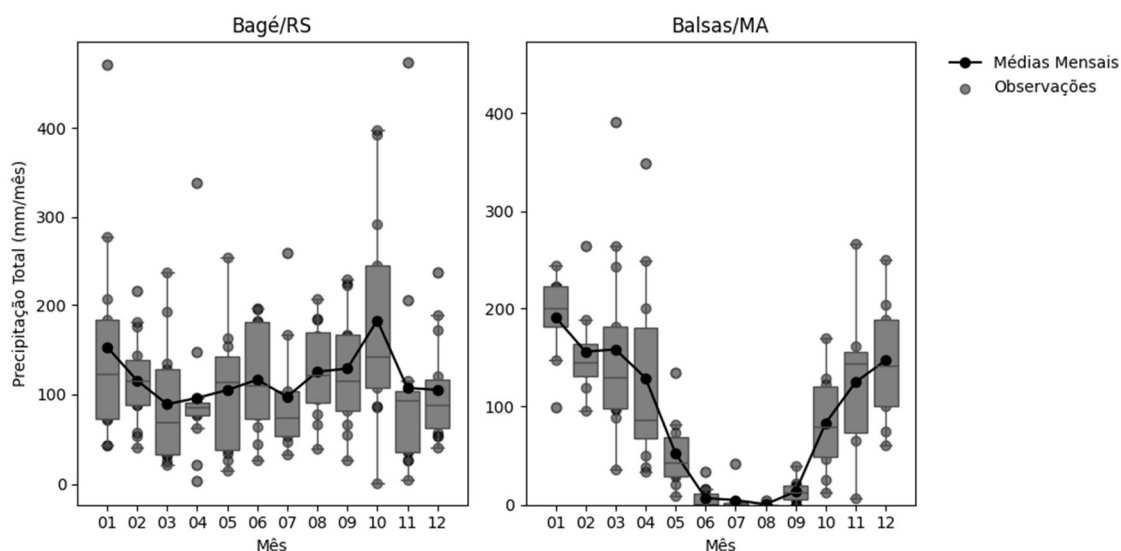 Bagé/RS
Balsas/MA
Médias Mensais
Observações
Precipitação Total (mm/mês)
400
300
200
100
0
400
300
200
100
0
01 02 03 04 05 06 07 08 09 10 11 12
01 02 03 04 05 06 07 08 09 10 11 12
Mês
Mês